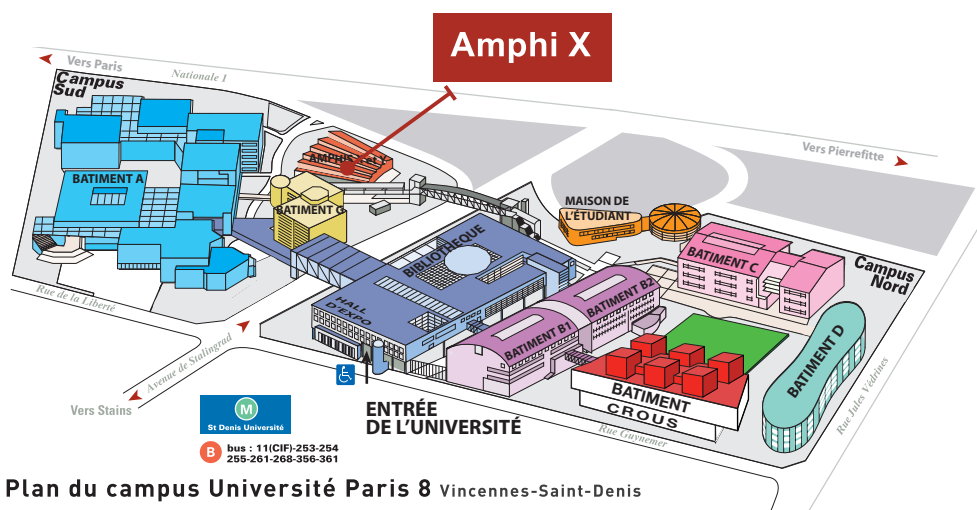 Amphi X
Vers Paris
Nationale 1
Campus
Sud
Vers Pierrefitte
AMPHIS et Y
BATIMENT A
MAISON DE
L'ÉTUDIANT
BATIMENT G
BIBLIOTHEQUE
BATIMENT C
Campus
Nord
HALL
D'EXPO
BATIMENT B2
BATIMENT B1
BATIMENT D
Rue de la Liberté
Avenue de Stalingrad
Vers Stains
BATIMENT
CROUS
Rue Jules Védrines
ENTRÉE
DE L'UNIVERSITÉ
Rue Guynemer
M
St Denis Université
B bus : 11(CIF)-253-254
255-261-268-356-361
Plan du campus Université Paris 8 Vincennes-Saint-Denis